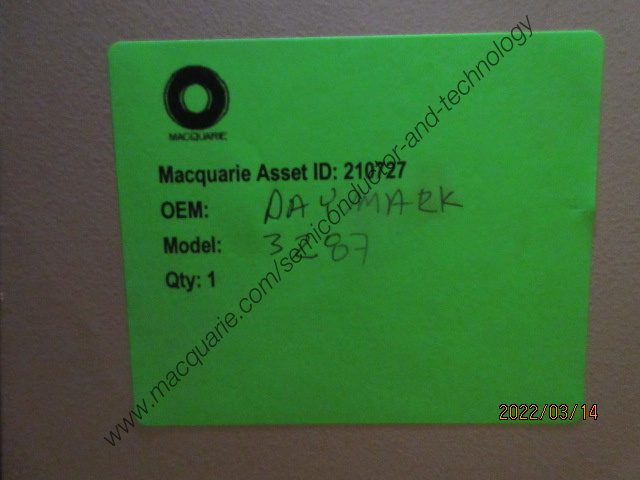 MACQUARIE
Macquarie Asset ID: 210727
OEM: DAYMARK
Model: 3287
Qty: 1
www.macquarie.com/semiconductor-and-technology
2022/03/14